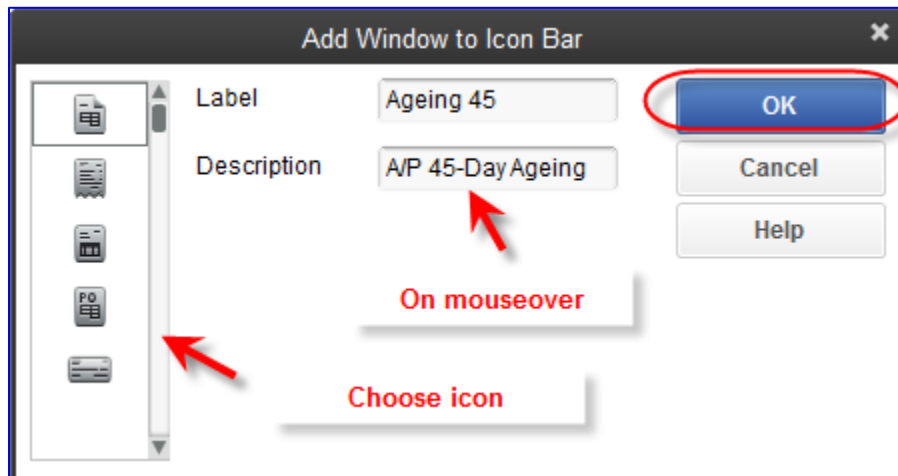 Add Window to Icon Bar
Label
Ageing 45
OK
Description
A/P 45-Day Ageing
Cancel
Help
On mouseover
PO
Choose icon